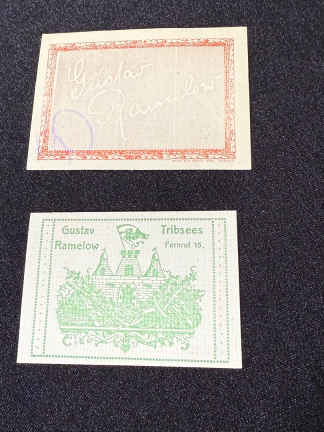 Gustav
Ramelow
Gustav Tribsees
Ramelow Fernruf 15.